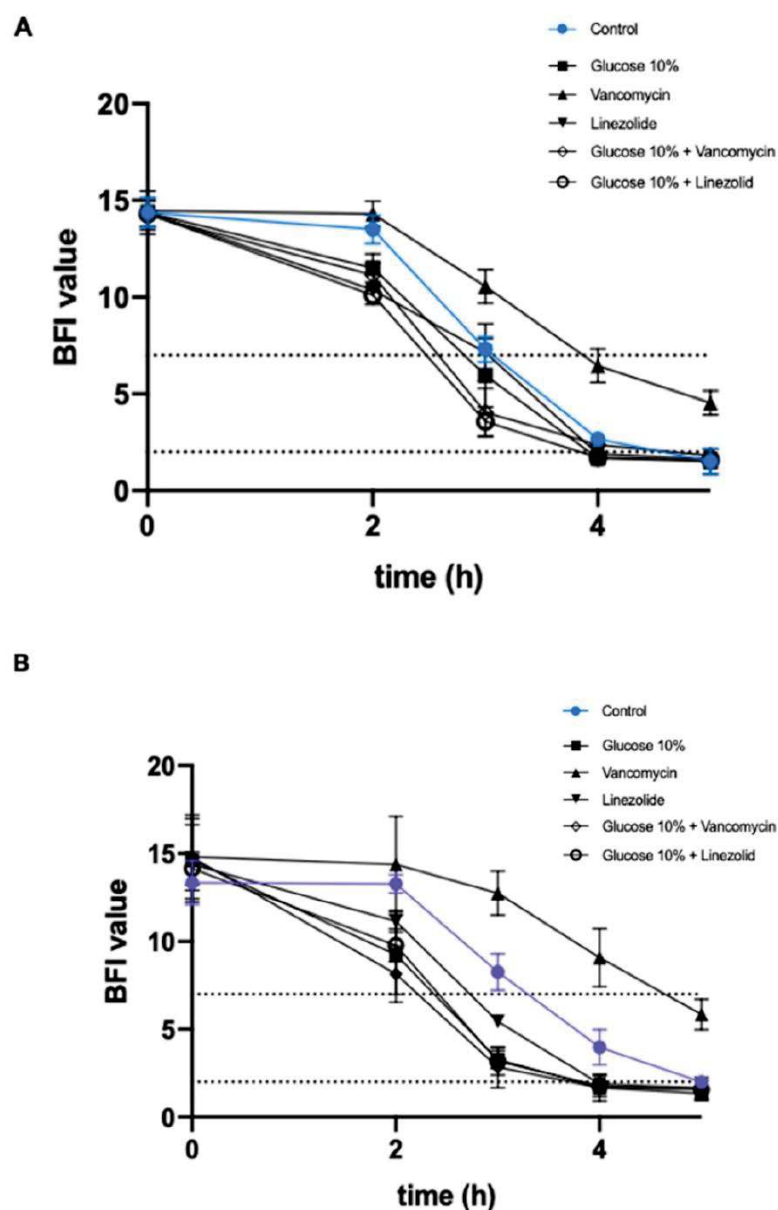 A
Control
Glucose 10%
Vancomycin
Linezolide
Glucose 10% + Vancomycin
Glucose 10% + Linezolid
20
15
10
5
0
BFI value
0 2 4
time (h)
B
Control
Glucose 10%
Vancomycin
Linezolide
Glucose 10% + Vancomycin
Glucose 10% + Linezolid
20
15
10
5
0
BFI value
0 2 4
time (h)